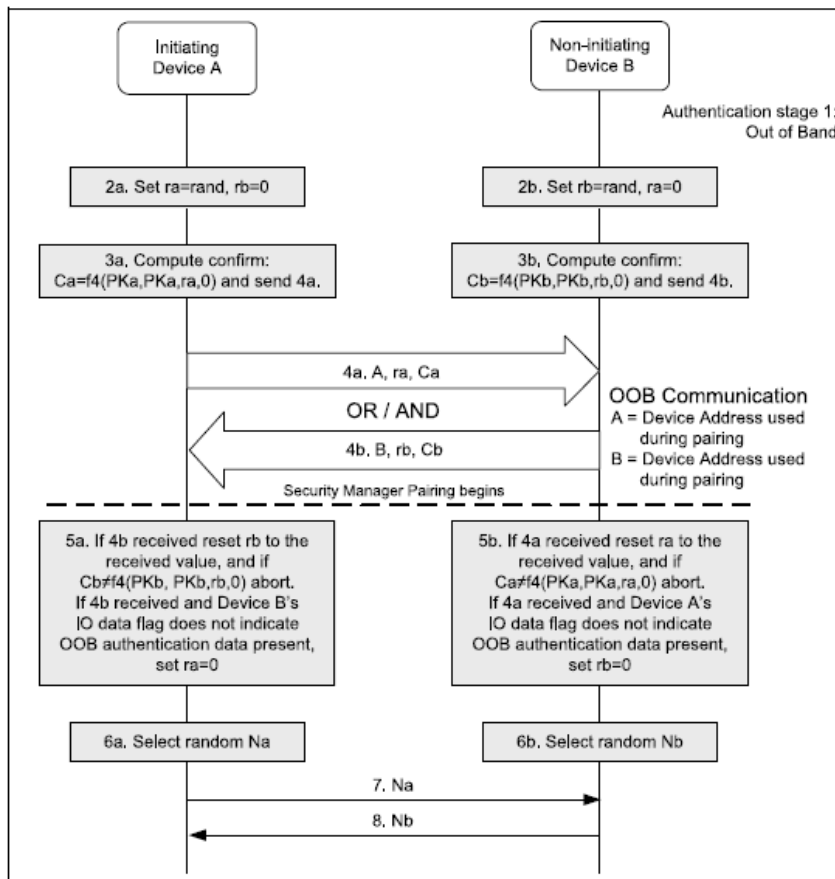 Initiating
Device A
Non-initiating
Device B
Authentication stage 1:
Out of Band
2a. Set ra=rand, rb=0
2b. Set rb=rand, ra=0
3a. Compute confirm:
Ca=f4(PKa,PKa,ra,0) and send 4a.
3b. Compute confirm:
Cb=f4(PKb,PKb,rb,0) and send 4b.
4a. A, ra, Ca
OR / AND
4b. B, rb, Cb
OOB Communication
A = Device Address used
during pairing
B = Device Address used
during pairing
Security Manager Pairing begins
5a. If 4b received reset rb to the
received value, and if
Cb≠f4(PKb, PKb,rb,0) abort.
If 4b received and Device B's
IO data flag does not indicate
OOB authentication data present,
set ra=0
5b. If 4a received reset ra to the
received value, and if
Ca≠f4(PKa,PKa,ra,0) abort.
If 4a received and Device A's
IO data flag does not indicate
OOB authentication data present,
set rb=0
6a. Select random Na
6b. Select random Nb
7. Na
8. Nb